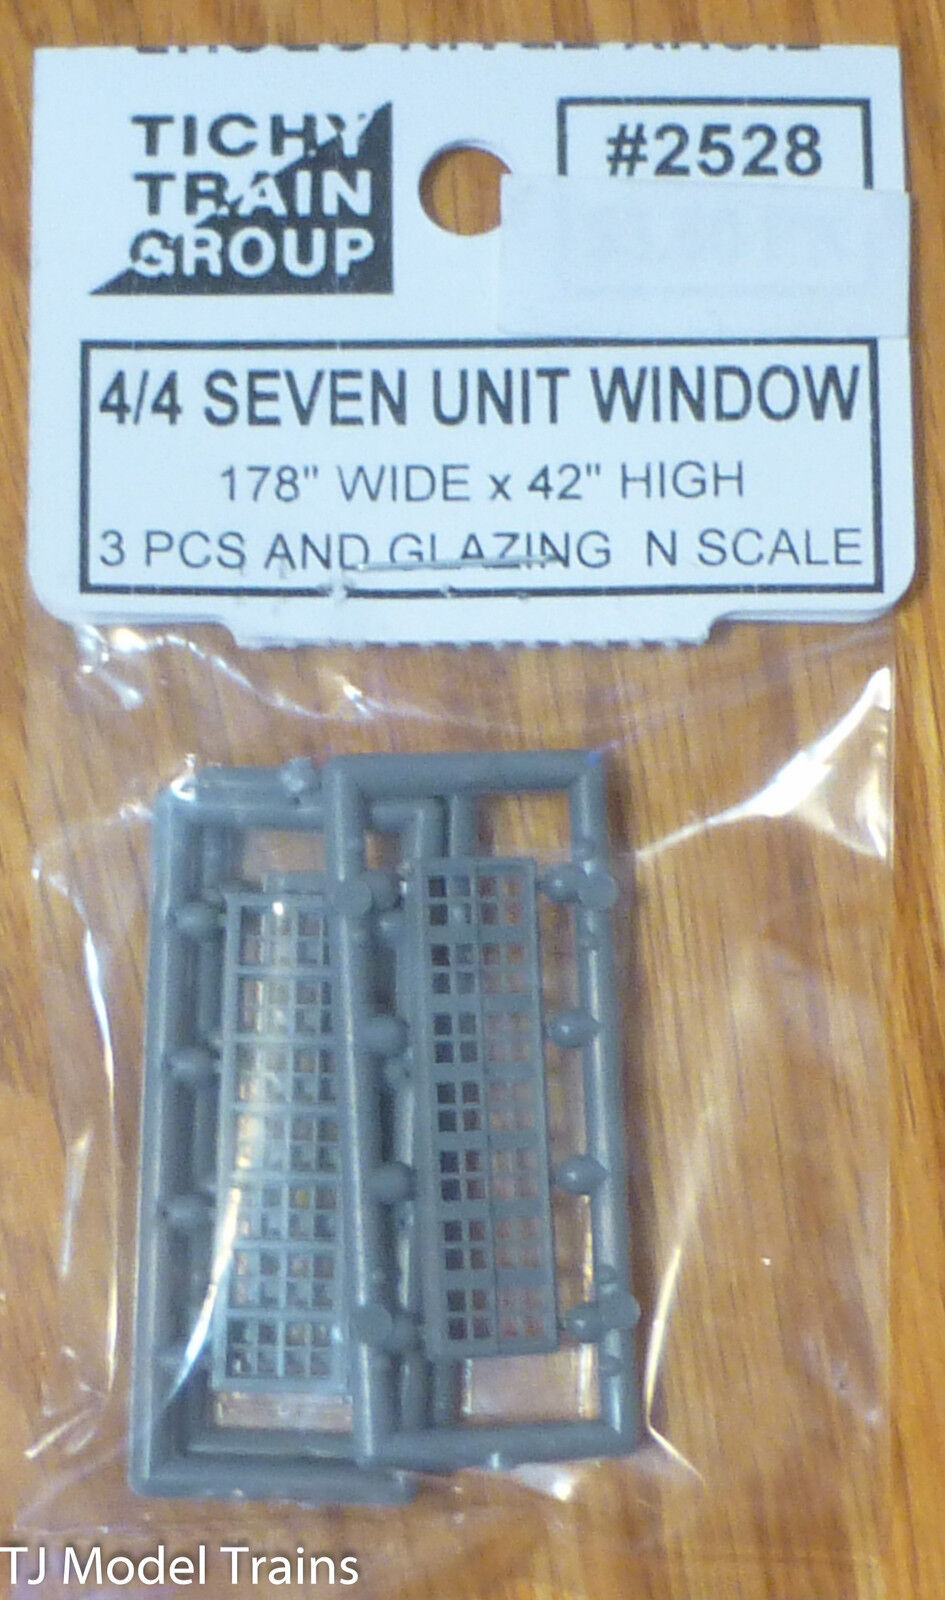 TICHY
TRAIN
GROUP
#2528
4/4 SEVEN UNIT WINDOW
178" WIDE x 42" HIGH
3 PCS AND GLAZING N SCALE
TJ Model Trains